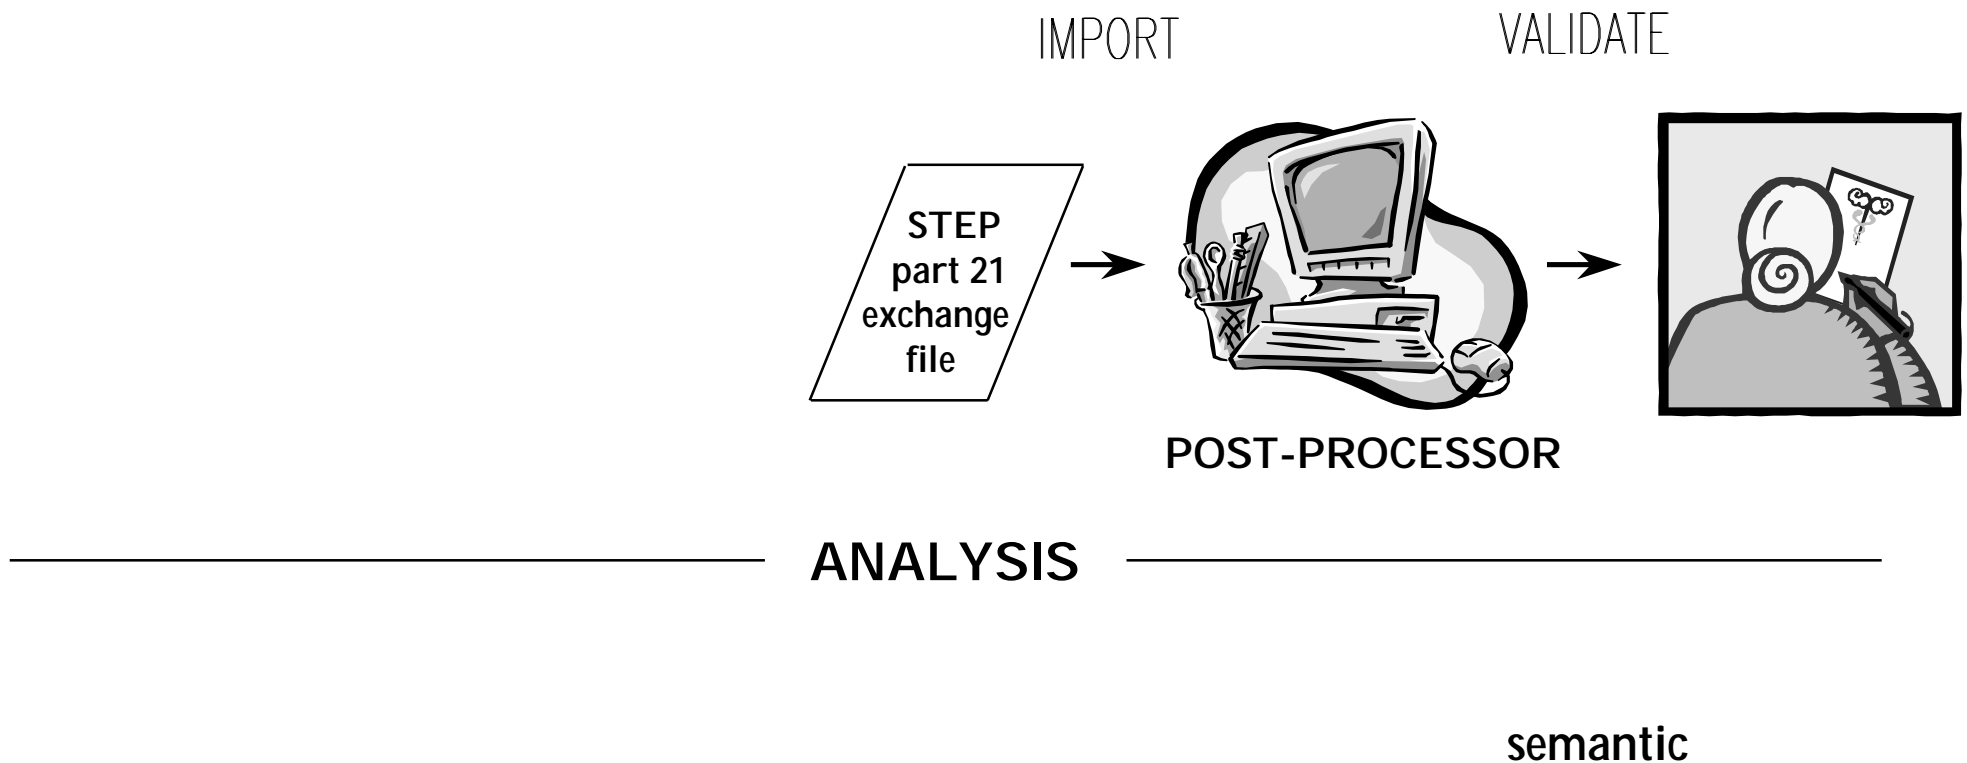 IMPORT
VALIDATE
STEP
part 21
exchange
file
POST-PROCESSOR
ANALYSIS
semantic